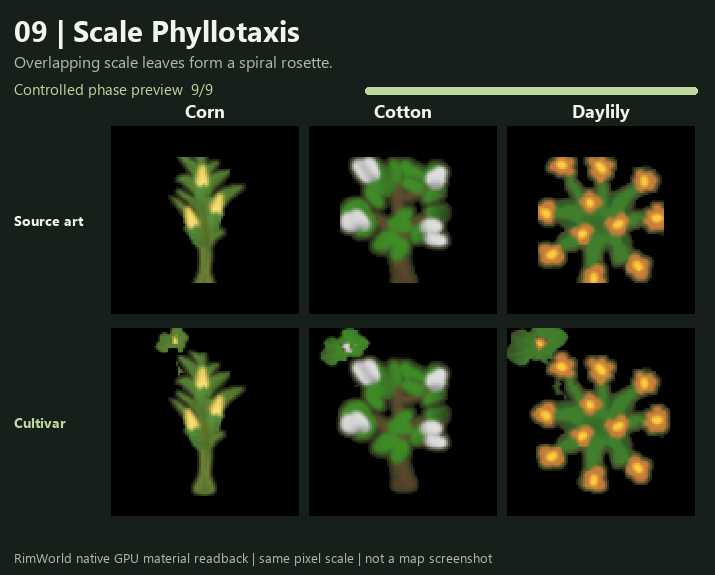 09 | Scale Phyllotaxis
Overlapping scale leaves form a spiral rosette.
Controlled phase preview 9/9
Corn Cotton Daylily
Source art
Cultivar
RimWorld native GPU material readback | same pixel scale | not a map screenshot